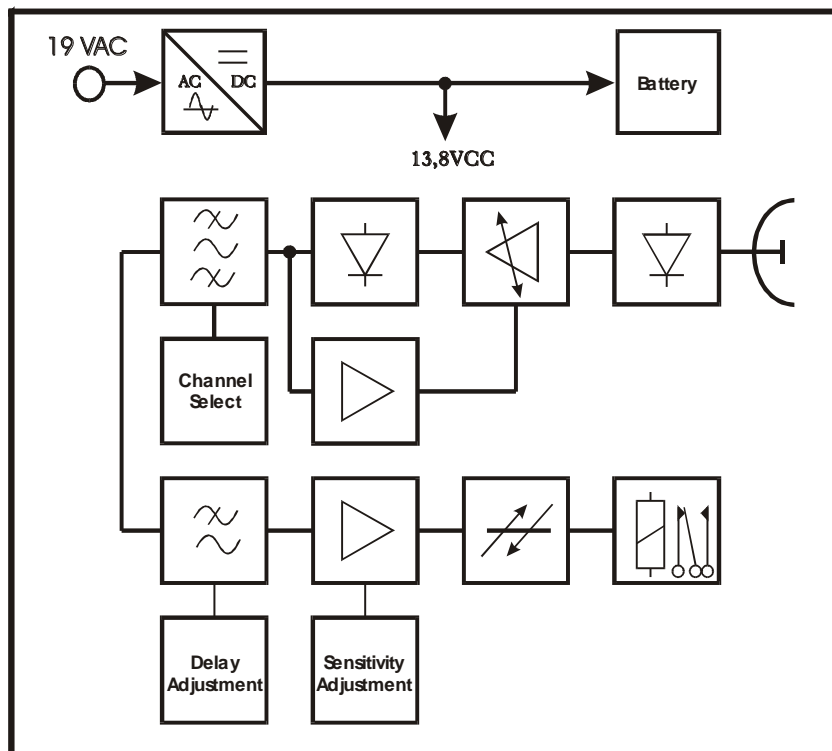 19 VAC
AC
DC
Battery
13,8VCC
Channel
Select
Delay
Adjustment
Sensitivity
Adjustment